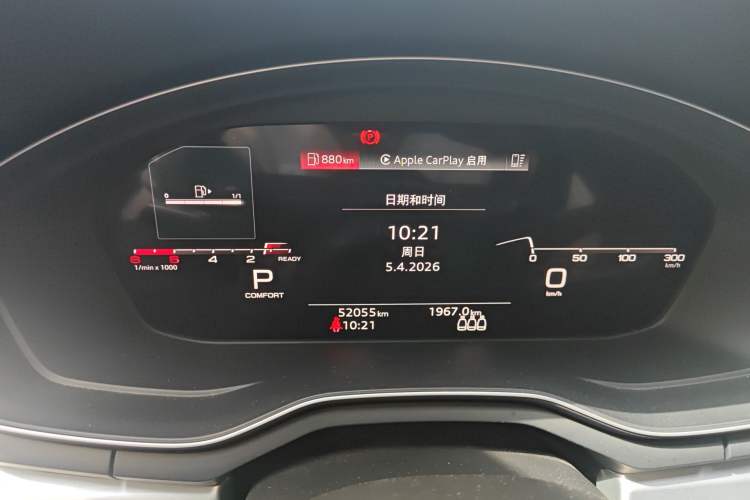 P
880km
Apple CarPlay 启用
0 1/1
日期和时间
10:21
周日
5.4.2026
6 5 4 2 READY
1/min x 1000
P
COMFORT
0 50 100 300
km/h
0
km/h
52055km 1967.0km
10:21